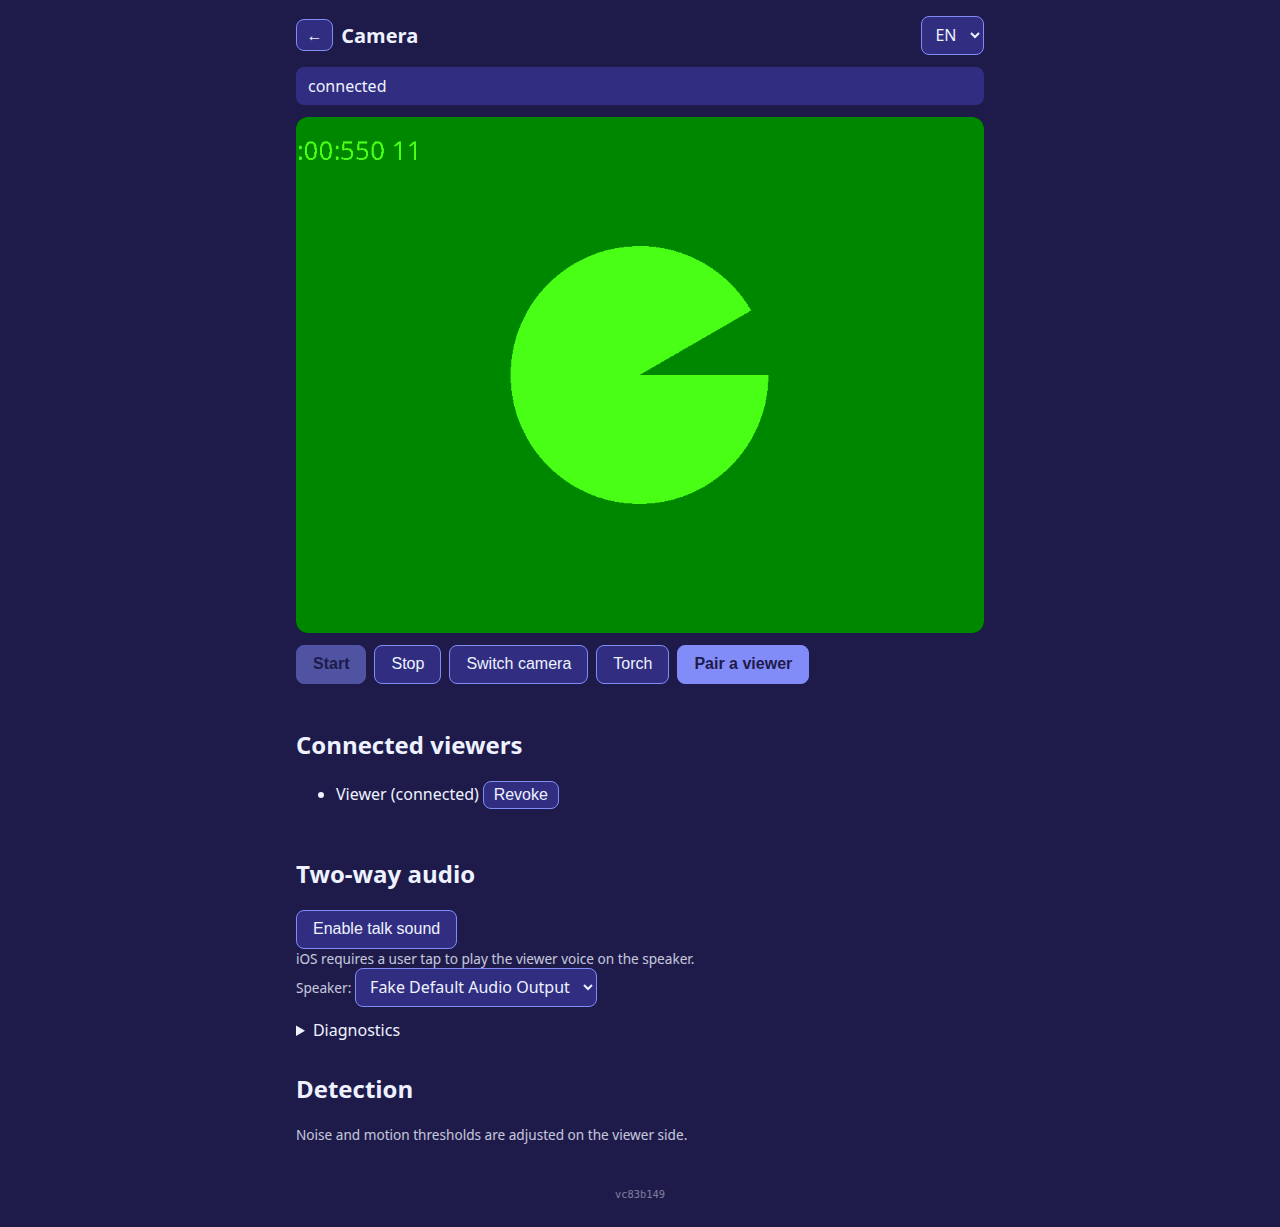 ← Camera EN
connected
:00:550 11
Start Stop Switch camera Torch Pair a viewer
Connected viewers
Viewer (connected) Revoke
Two-way audio
Enable talk sound
iOS requires a user tap to play the viewer voice on the speaker.
Speaker: Fake Default Audio Output
Diagnostics
Detection
Noise and motion thresholds are adjusted on the viewer side.
vc83b149